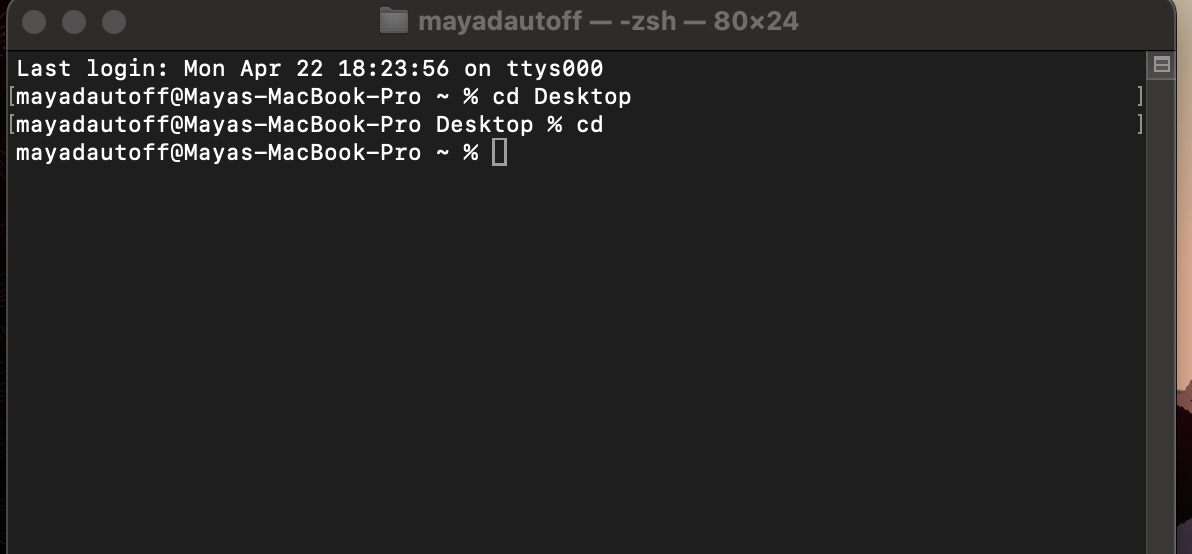 mayadautoff — -zsh — 80×24
Last login: Mon Apr 22 18:23:56 on ttys000
[mayadautoff@Mayas-MacBook-Pro ~ % cd Desktop ]
[mayadautoff@Mayas-MacBook-Pro Desktop % cd ]
mayadautoff@Mayas-MacBook-Pro ~ %